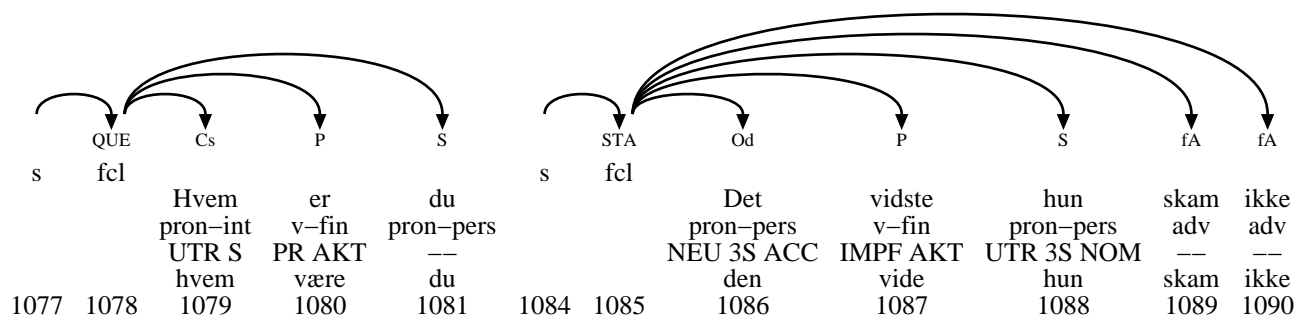 QUE Cs P S STA Od P S fA fA
s fcl s fcl
Hvem er du Det vidste hun skam ikke
pron−int v−fin pron−pers pron−pers v−fin pron−pers adv adv
UTR S PR AKT −− NEU 3S ACC IMPF AKT UTR 3S NOM −− −−
hvem være du den vide hun skam ikke
1077 1078 1079 1080 1081 1084 1085 1086 1087 1088 1089 1090